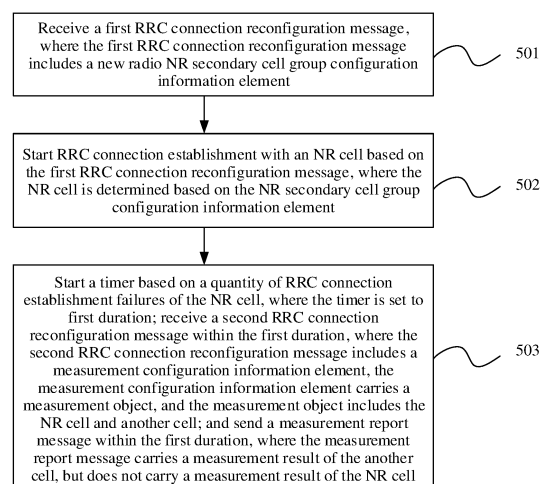 Receive a first RRC connection reconfiguration message,
where the first RRC connection reconfiguration message
includes a new radio NR secondary cell group configuration
information element
501
Start RRC connection establishment with an NR cell based on
the first RRC connection reconfiguration message, where the
NR cell is determined based on the NR secondary cell group
configuration information element
502
Start a timer based on a quantity of RRC connection
establishment failures of the NR cell, where the timer is set to
first duration; receive a second RRC connection
reconfiguration message within the first duration, where the
second RRC connection reconfiguration message includes a
measurement configuration information element, the
measurement configuration information element carries a
measurement object, and the measurement object includes the
NR cell and another cell; and send a measurement report
message within the first duration, where the measurement
report message carries a measurement result of the another
cell, but does not carry a measurement result of the NR cell
503